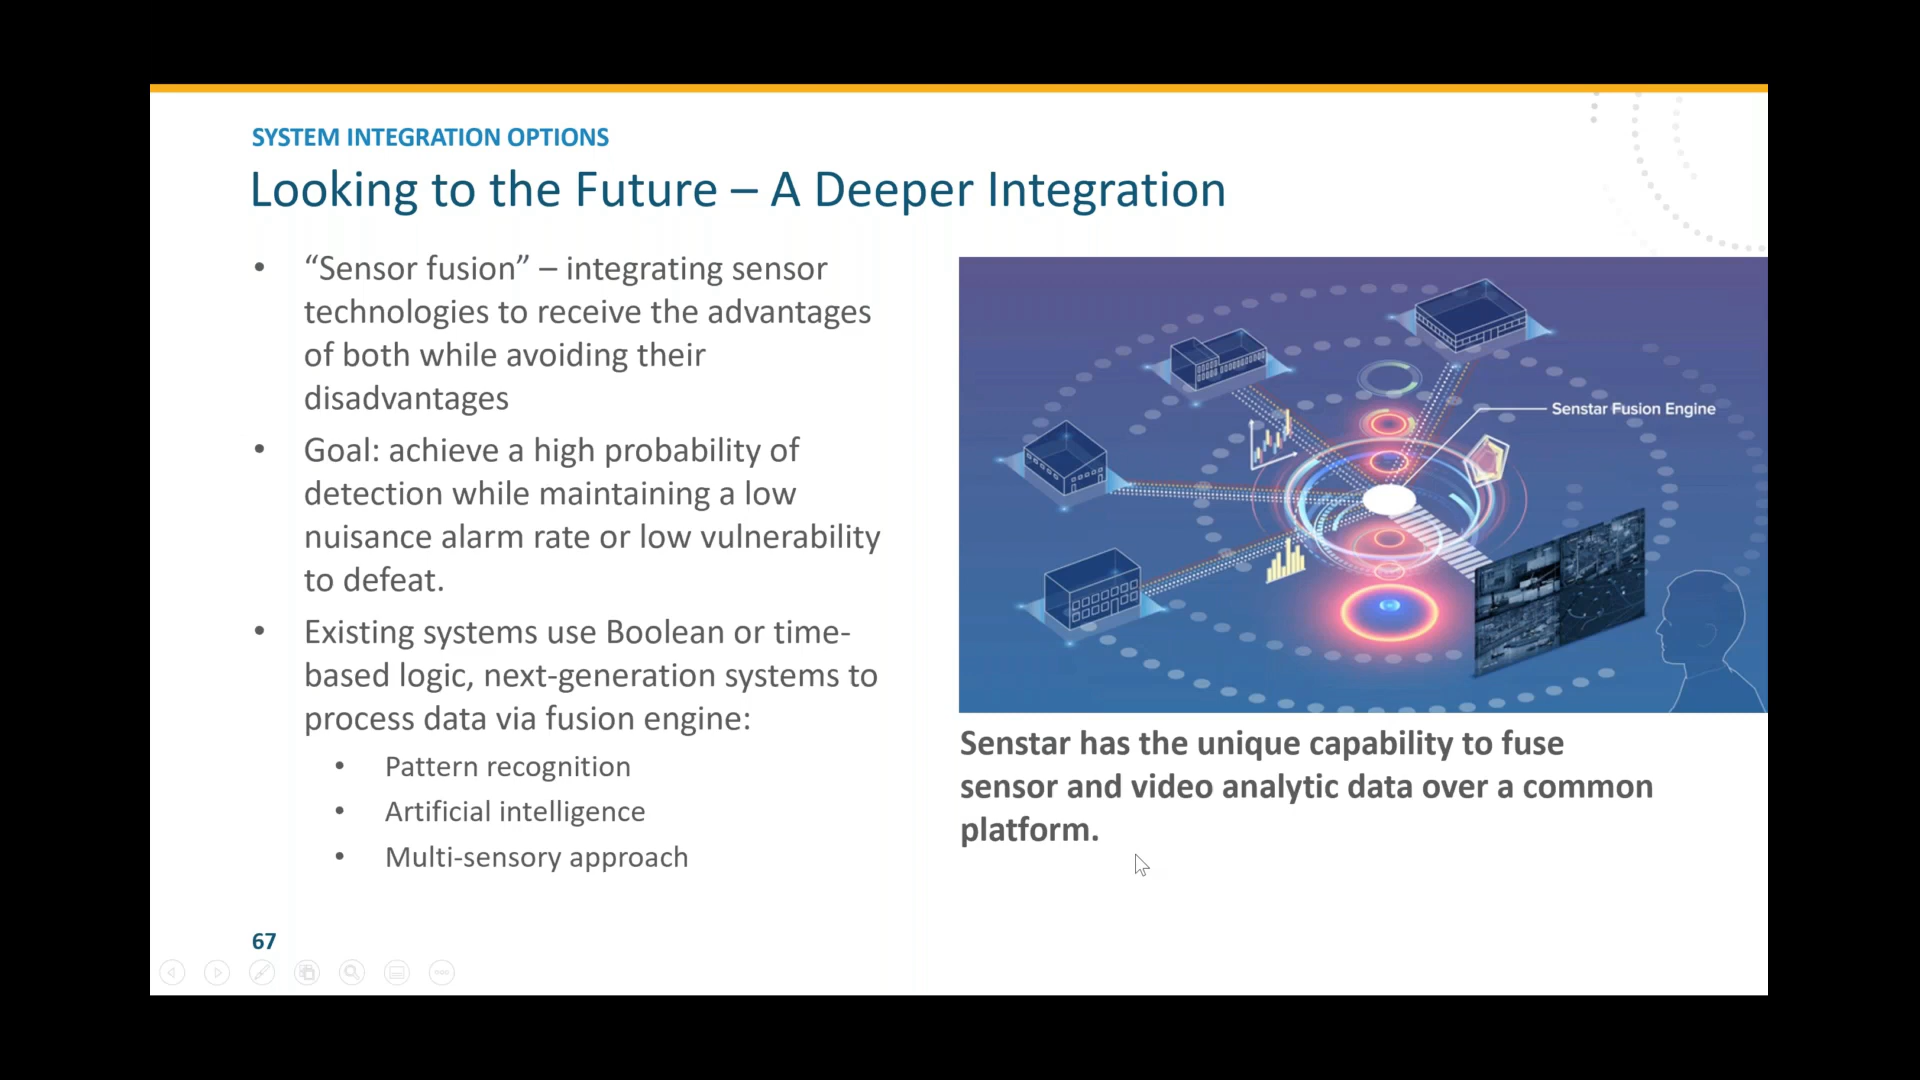 SYSTEM INTEGRATION OPTIONS
Looking to the Future – A Deeper Integration
• “Sensor fusion” – integrating sensor
technologies to receive the advantages
of both while avoiding their
disadvantages
• Goal: achieve a high probability of
detection while maintaining a low
nuisance alarm rate or low vulnerability
to defeat.
• Existing systems use Boolean or time-
based logic, next-generation systems to
process data via fusion engine:
• Pattern recognition
• Artificial intelligence
• Multi-sensory approach
Senstar Fusion Engine
Senstar has the unique capability to fuse
sensor and video analytic data over a common
platform.
67